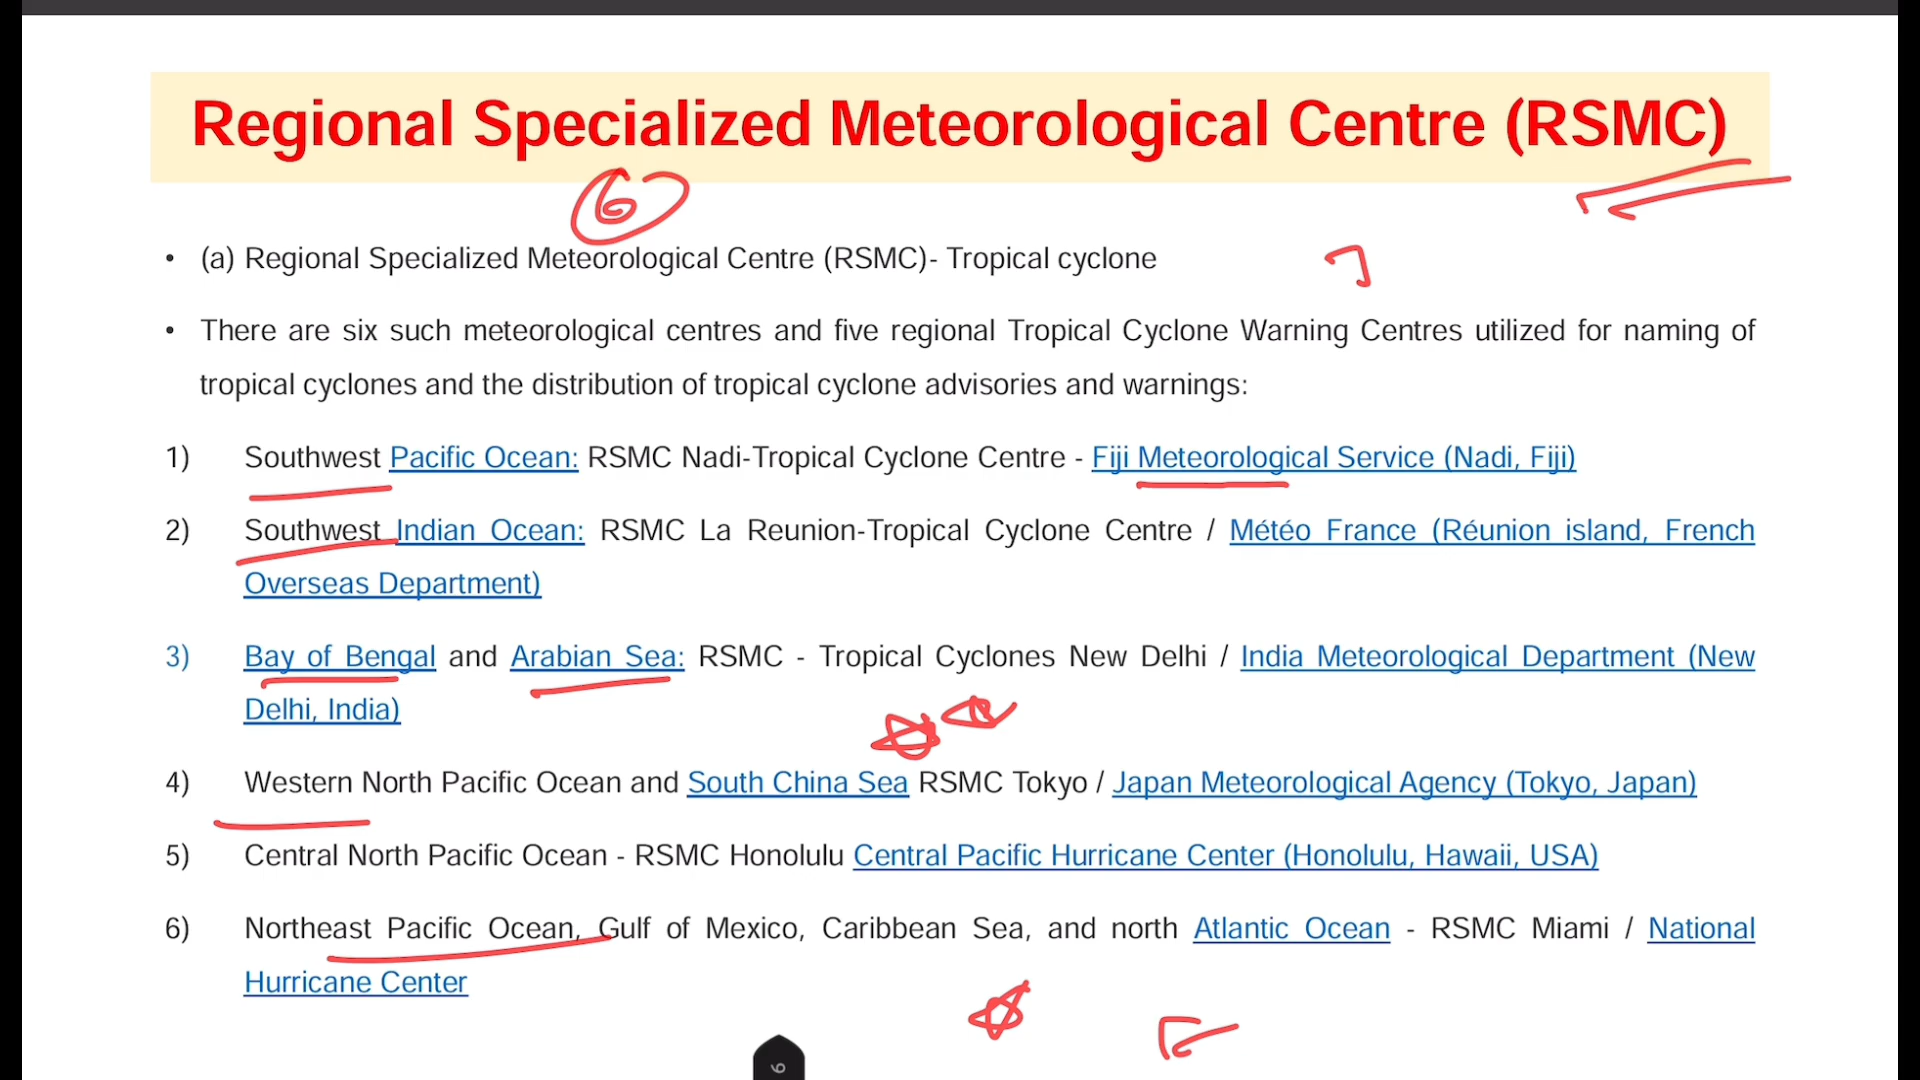 Regional Specialized Meteorological Centre (RSMC)
6
• (a) Regional Specialized Meteorological Centre (RSMC)- Tropical cyclone
• There are six such meteorological centres and five regional Tropical Cyclone Warning Centres utilized for naming of
tropical cyclones and the distribution of tropical cyclone advisories and warnings:
1) Southwest Pacific Ocean: RSMC Nadi-Tropical Cyclone Centre - Fiji Meteorological Service (Nadi, Fiji)
2) Southwest Indian Ocean: RSMC La Reunion-Tropical Cyclone Centre / Météo France (Réunion island, French
Overseas Department)
3) Bay of Bengal and Arabian Sea: RSMC - Tropical Cyclones New Delhi / India Meteorological Department (New
Delhi, India)
4) Western North Pacific Ocean and South China Sea RSMC Tokyo / Japan Meteorological Agency (Tokyo, Japan)
5) Central North Pacific Ocean - RSMC Honolulu Central Pacific Hurricane Center (Honolulu, Hawaii, USA)
6) Northeast Pacific Ocean, Gulf of Mexico, Caribbean Sea, and north Atlantic Ocean - RSMC Miami / National
Hurricane Center